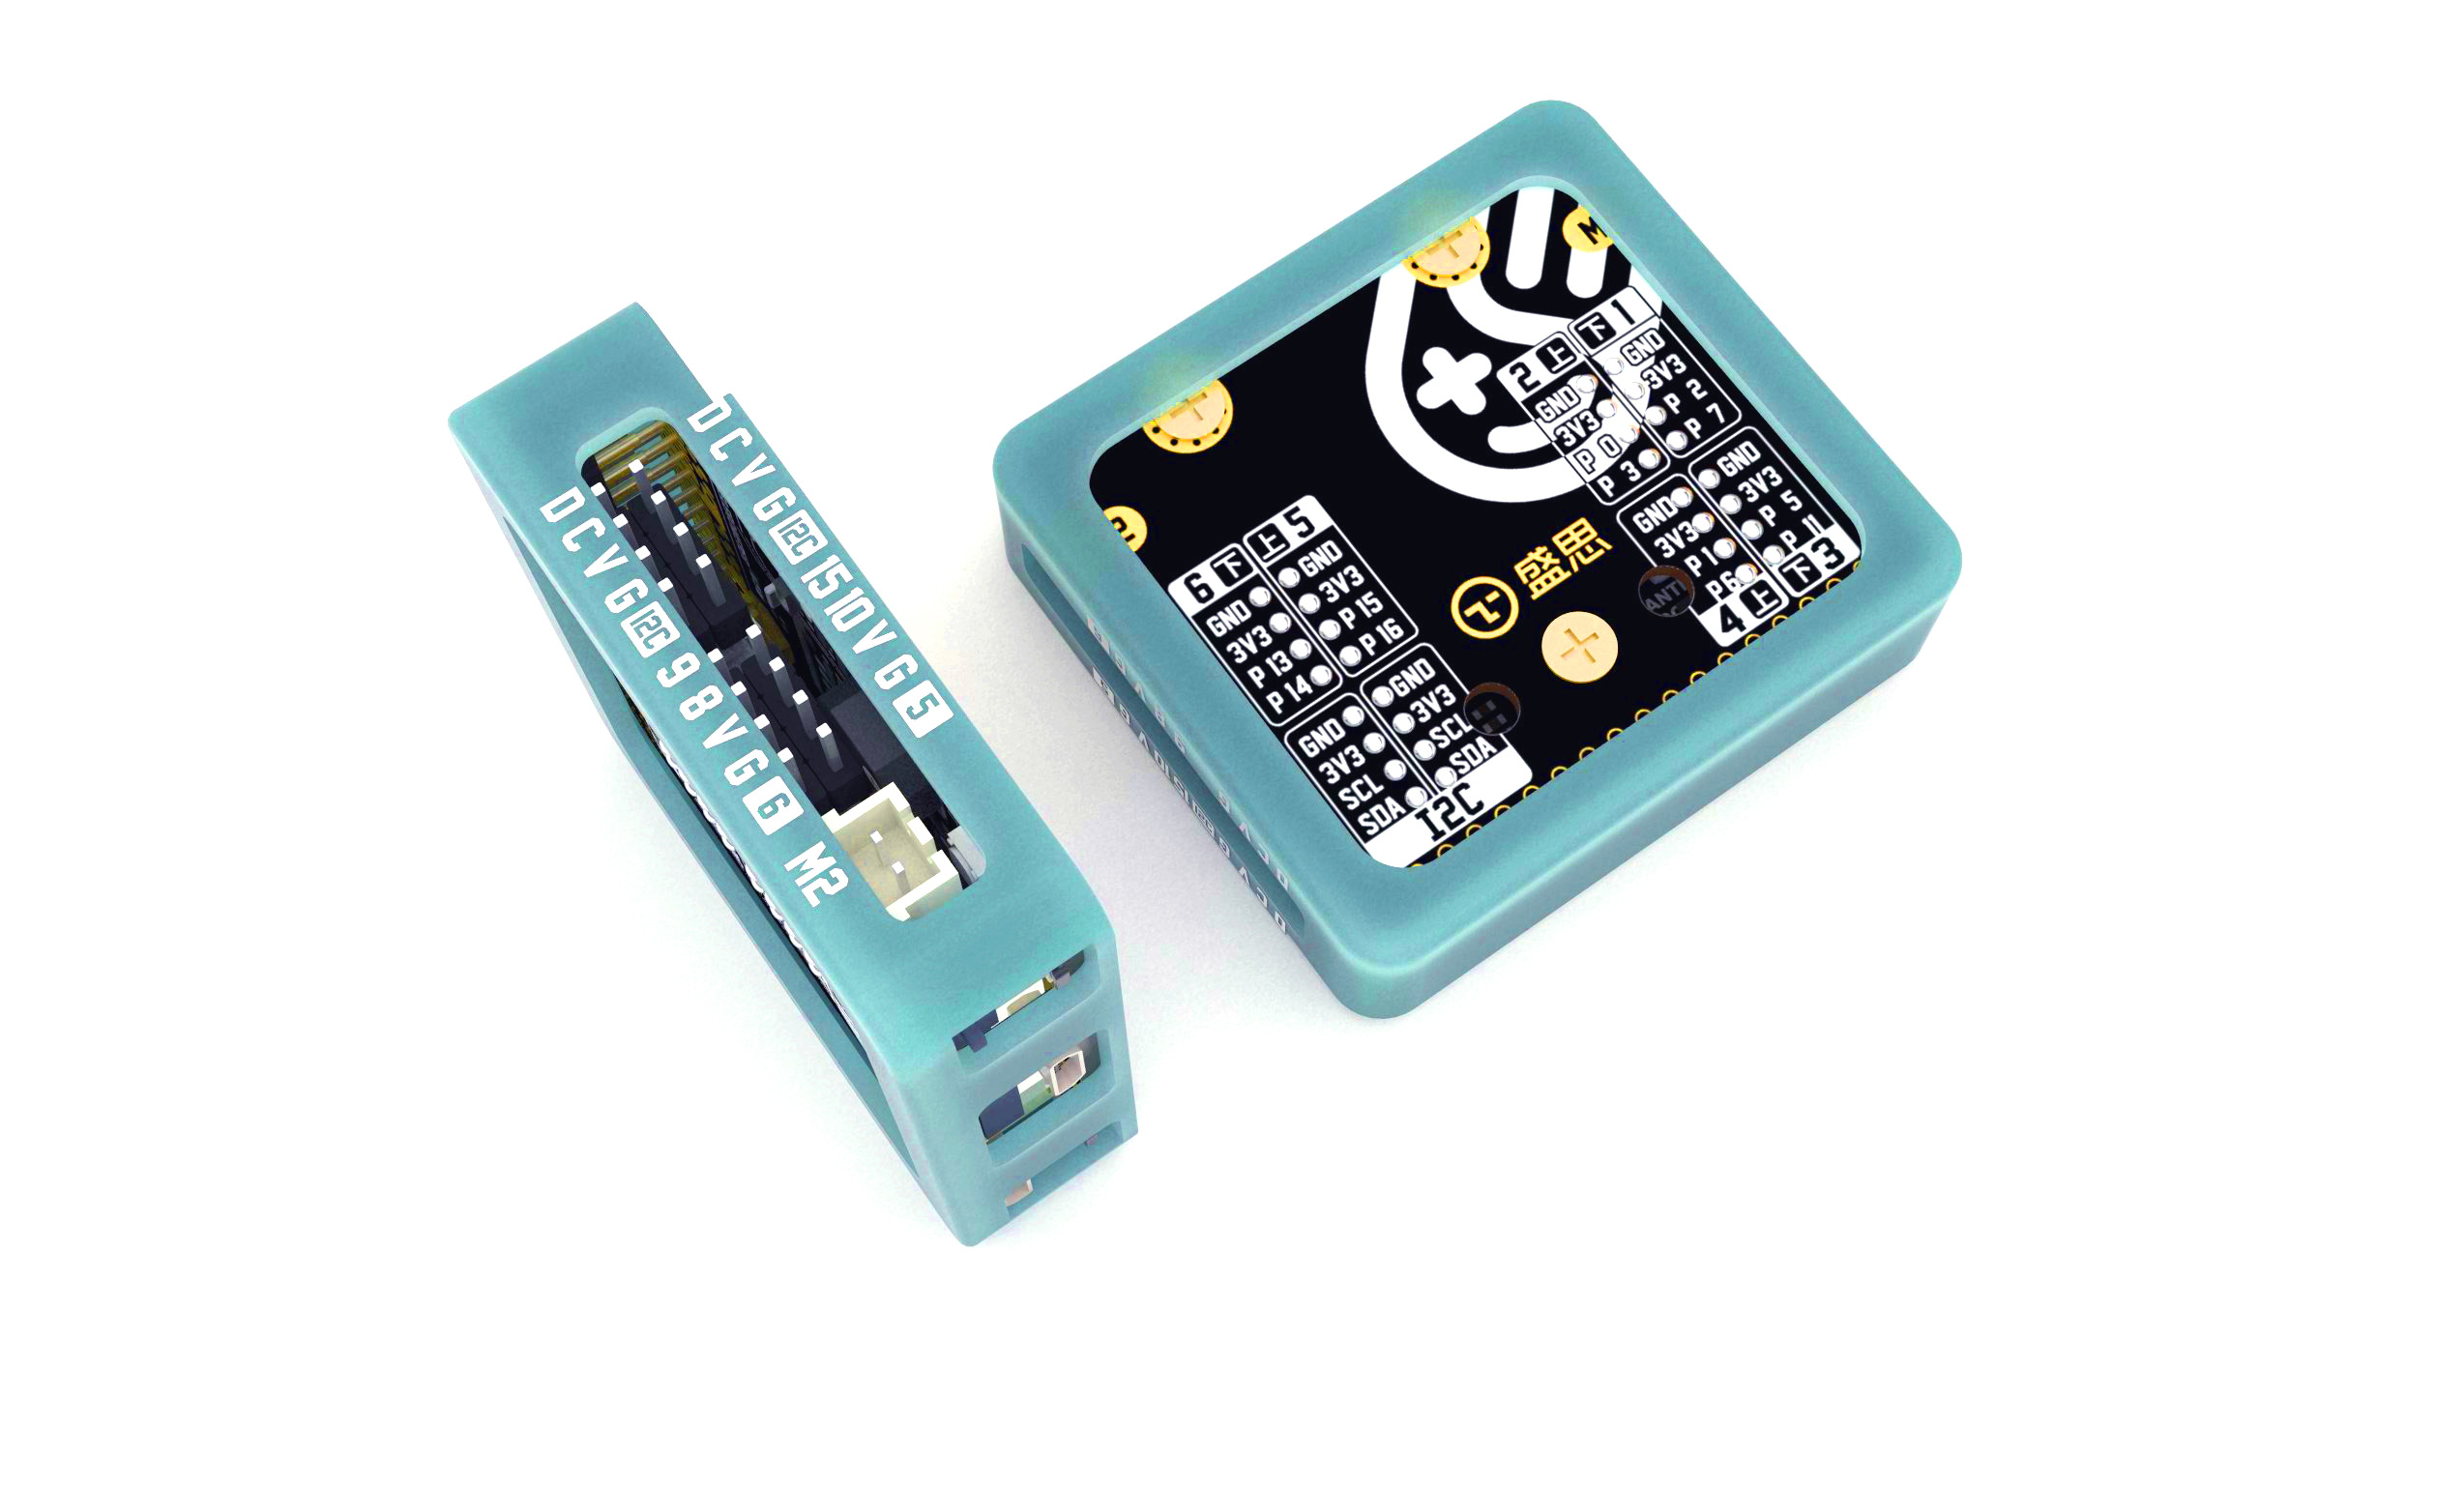 D C V G I2C 15 10 V G 5
D C V G I2C 9 8 V G 6 M2
M
2 上
下 1
GND
3V3
P 0
P 3
GND
3V3
P 2
P 7
GND
3V3
P 1
P6
4 上
GND
3V3
P 5
P 11
下 3
盛思
ANT
6 下
上 5
GND
3V3
P 13
P 14
GND
3V3
P 15
P 16
GND
3V3
SCL
SDA
GND
3V3
SCL
SDA
I2C